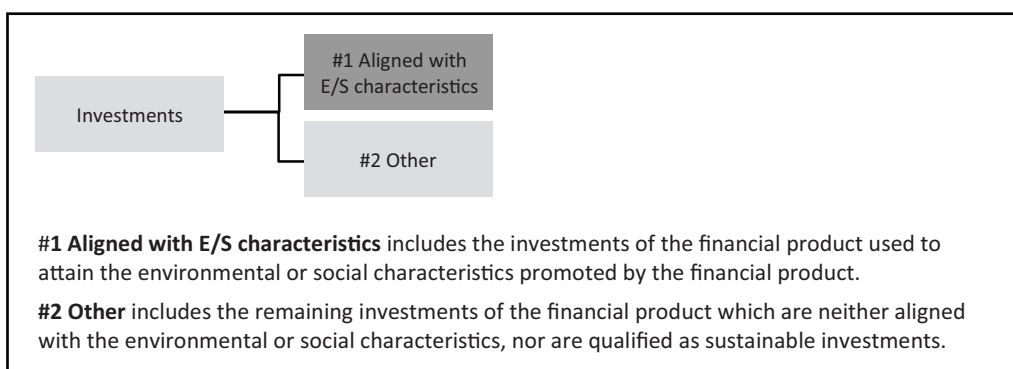 #1 Aligned with
E/S characteristics
Investments
#2 Other
#1 Aligned with E/S characteristics includes the investments of the financial product used to
attain the environmental or social characteristics promoted by the financial product.
#2 Other includes the remaining investments of the financial product which are neither aligned
with the environmental or social characteristics, nor are qualified as sustainable investments.